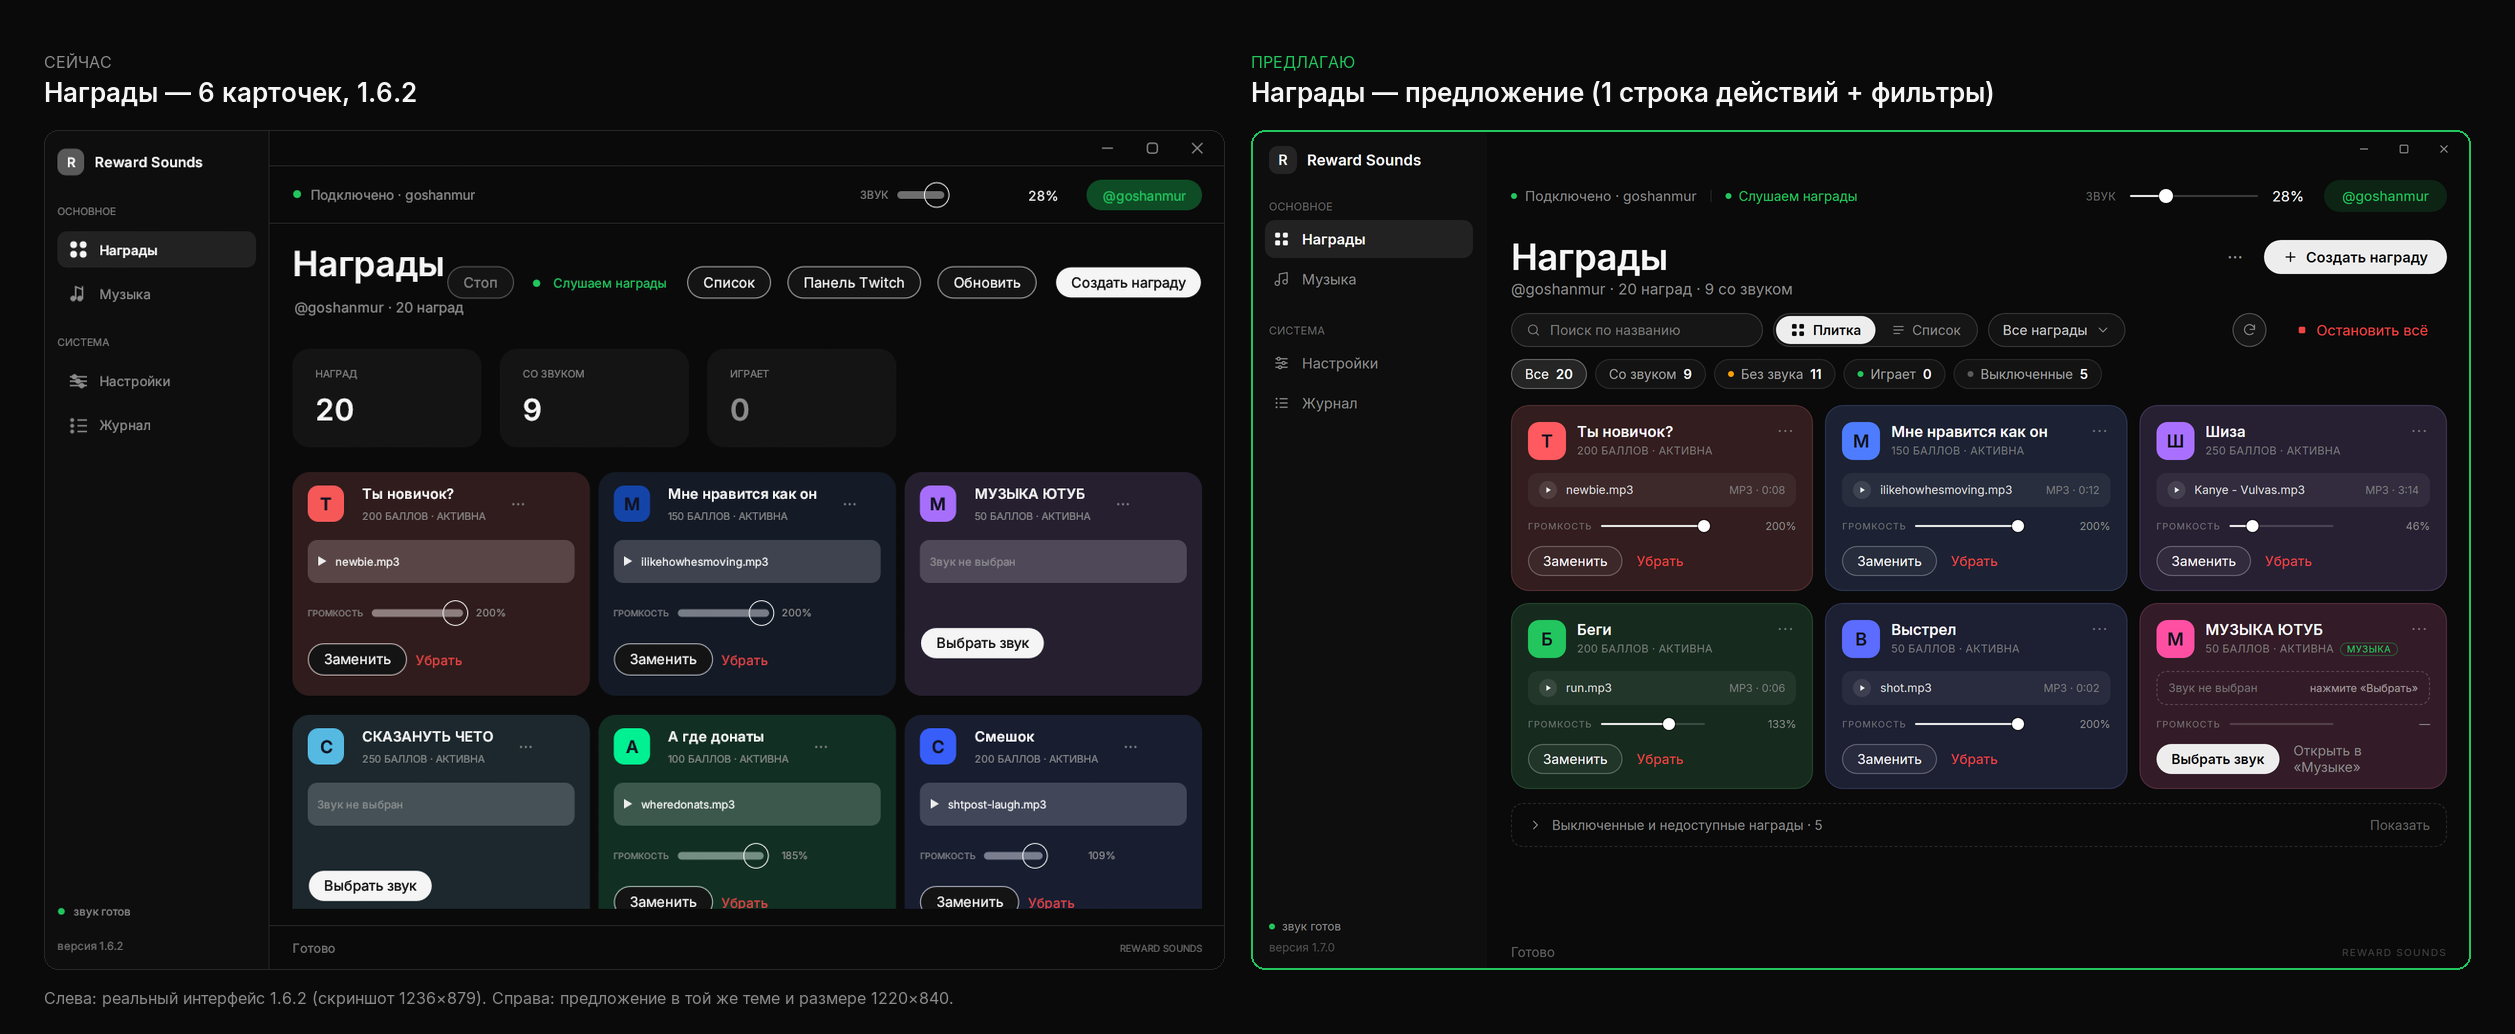 СЕЙЧАС
Награды — 6 карточек, 1.6.2
R Reward Sounds
ОСНОВНОЕ
Награды
Музыка
СИСТЕМА
Настройки
Журнал
звук готов
версия 1.6.2
Подключено · goshanmur ЗВУК 28% @goshanmur
Награды Стоп Слушаем награды Список Панель Twitch Обновить Создать награду
@goshanmur · 20 наград
НАГРАД СО ЗВУКОМ ИГРАЕТ
20 9 0
Т Ты новичок? ...
200 БАЛЛОВ · АКТИВНА
newbie.mp3
ГРОМКОСТЬ 200%
Заменить Убрать
М Мне нравится как он ...
150 БАЛЛОВ · АКТИВНА
ilikehowhesmoving.mp3
ГРОМКОСТЬ 200%
Заменить Убрать
М МУЗЫКА ЮТУБ ...
50 БАЛЛОВ · АКТИВНА
Звук не выбран
Выбрать звук
С СКАЗАНУТЬ ЧЕТО ...
250 БАЛЛОВ · АКТИВНА
Звук не выбран
Выбрать звук
А А где донаты ...
100 БАЛЛОВ · АКТИВНА
wheredonats.mp3
ГРОМКОСТЬ 185%
Заменить Убрать
С Смешок ...
200 БАЛЛОВ · АКТИВНА
shtpost-laugh.mp3
ГРОМКОСТЬ 109%
Заменить Убрать
Готово REWARD SOUNDS
ПРЕДЛАГАЮ
Награды — предложение (1 строка действий + фильтры)
R Reward Sounds
ОСНОВНОЕ
Награды
Музыка
СИСТЕМА
Настройки
Журнал
звук готов
версия 1.7.0
Подключено · goshanmur Слушаем награды ЗВУК 28% @goshanmur
Награды ... + Создать награду
@goshanmur · 20 наград · 9 со звуком
Поиск по названию Плитка Список Все награды Остановить всё
Все 20 Со звуком 9 Без звука 11 Играет 0 Выключенные 5
Т Ты новичок? ...
200 БАЛЛОВ · АКТИВНА
newbie.mp3 MP3 · 0:08
ГРОМКОСТЬ 200%
Заменить Убрать
М Мне нравится как он ...
150 БАЛЛОВ · АКТИВНА
ilikehowhesmoving.mp3 MP3 · 0:12
ГРОМКОСТЬ 200%
Заменить Убрать
Ш Шиза ...
250 БАЛЛОВ · АКТИВНА
Kanye - Vulvas.mp3 MP3 · 3:14
ГРОМКОСТЬ 46%
Заменить Убрать
Б Беги ...
200 БАЛЛОВ · АКТИВНА
run.mp3 MP3 · 0:06
ГРОМКОСТЬ 133%
Заменить Убрать
В Выстрел ...
50 БАЛЛОВ · АКТИВНА
shot.mp3 MP3 · 0:02
ГРОМКОСТЬ 200%
Заменить Убрать
М МУЗЫКА ЮТУБ ...
50 БАЛЛОВ · АКТИВНА МУЗЫКА
Звук не выбран нажмите «Выбрать»
ГРОМКОСТЬ —
Выбрать звук Открыть в
«Музыке»
Выключенные и недоступные награды · 5 Показать
Готово REWARD SOUNDS
Слева: реальный интерфейс 1.6.2 (скриншот 1236×879). Справа: предложение в той же теме и размере 1220×840.